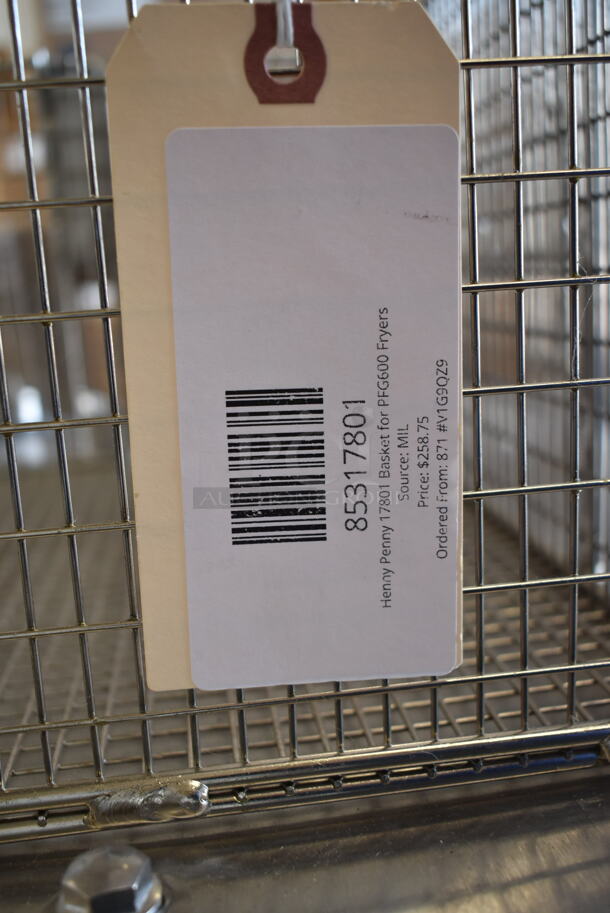 85317801
Henny Penny 17801 Basket for PFG600 Fryers
Source: MIL
Price: $258.75
Ordered From: 871 #V1G9QZ9